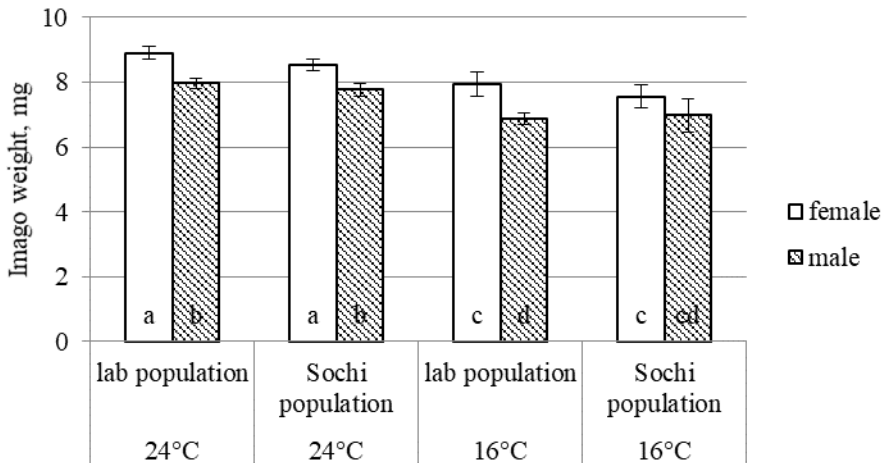 Imago weight, mg
10
8
6
4
2
0
a b a b c d c cd
lab population Sochi population lab population Sochi population
24°C 24°C 16°C 16°C
female
male